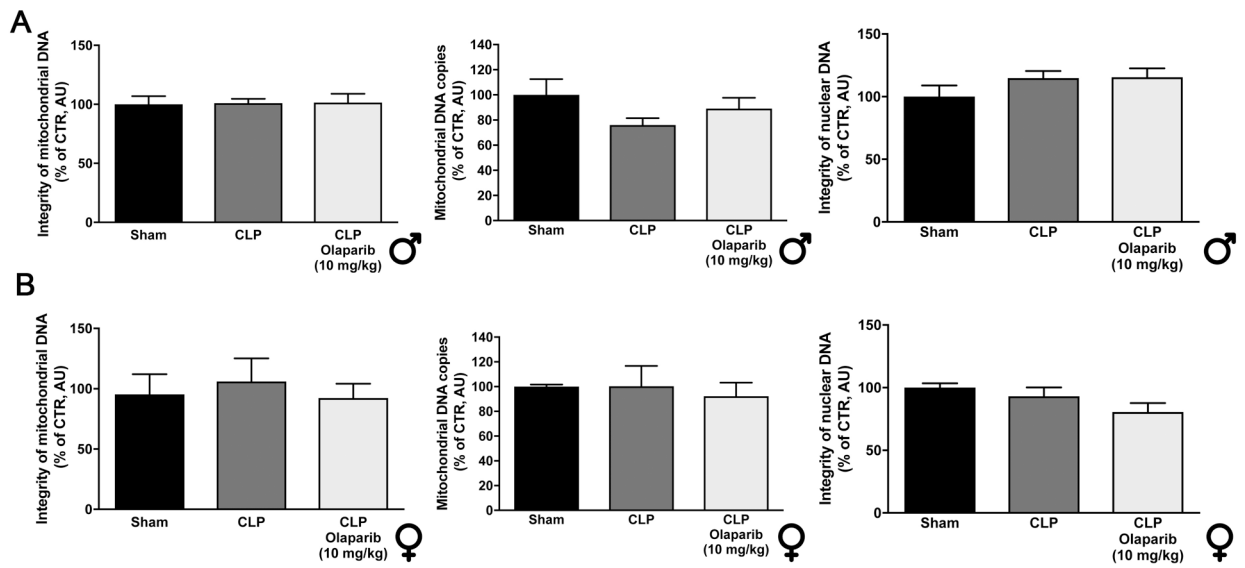 A
Integrity of mitochondrial DNA
(% of CTR, AU)
150
100
50
0
Sham
CLP
CLP
Olaparib
(10 mg/kg)
Mitochondrial DNA copies
(% of CTR, AU)
140
120
100
80
60
40
20
0
Sham
CLP
CLP
Olaparib
(10 mg/kg)
Integrity of nuclear DNA
(% of CTR, AU)
150
100
50
0
Sham
CLP
CLP
Olaparib
(10 mg/kg)
B
Integrity of mitochondrial DNA
(% of CTR, AU)
150
100
50
0
Sham
CLP
CLP
Olaparib
(10 mg/kg)
Mitochondrial DNA copies
(% of CTR, AU)
140
120
100
80
60
40
20
0
Sham
CLP
CLP
Olaparib
(10 mg/kg)
Integrity of nuclear DNA
(% of CTR, AU)
150
100
50
0
Sham
CLP
CLP
Olaparib
(10 mg/kg)